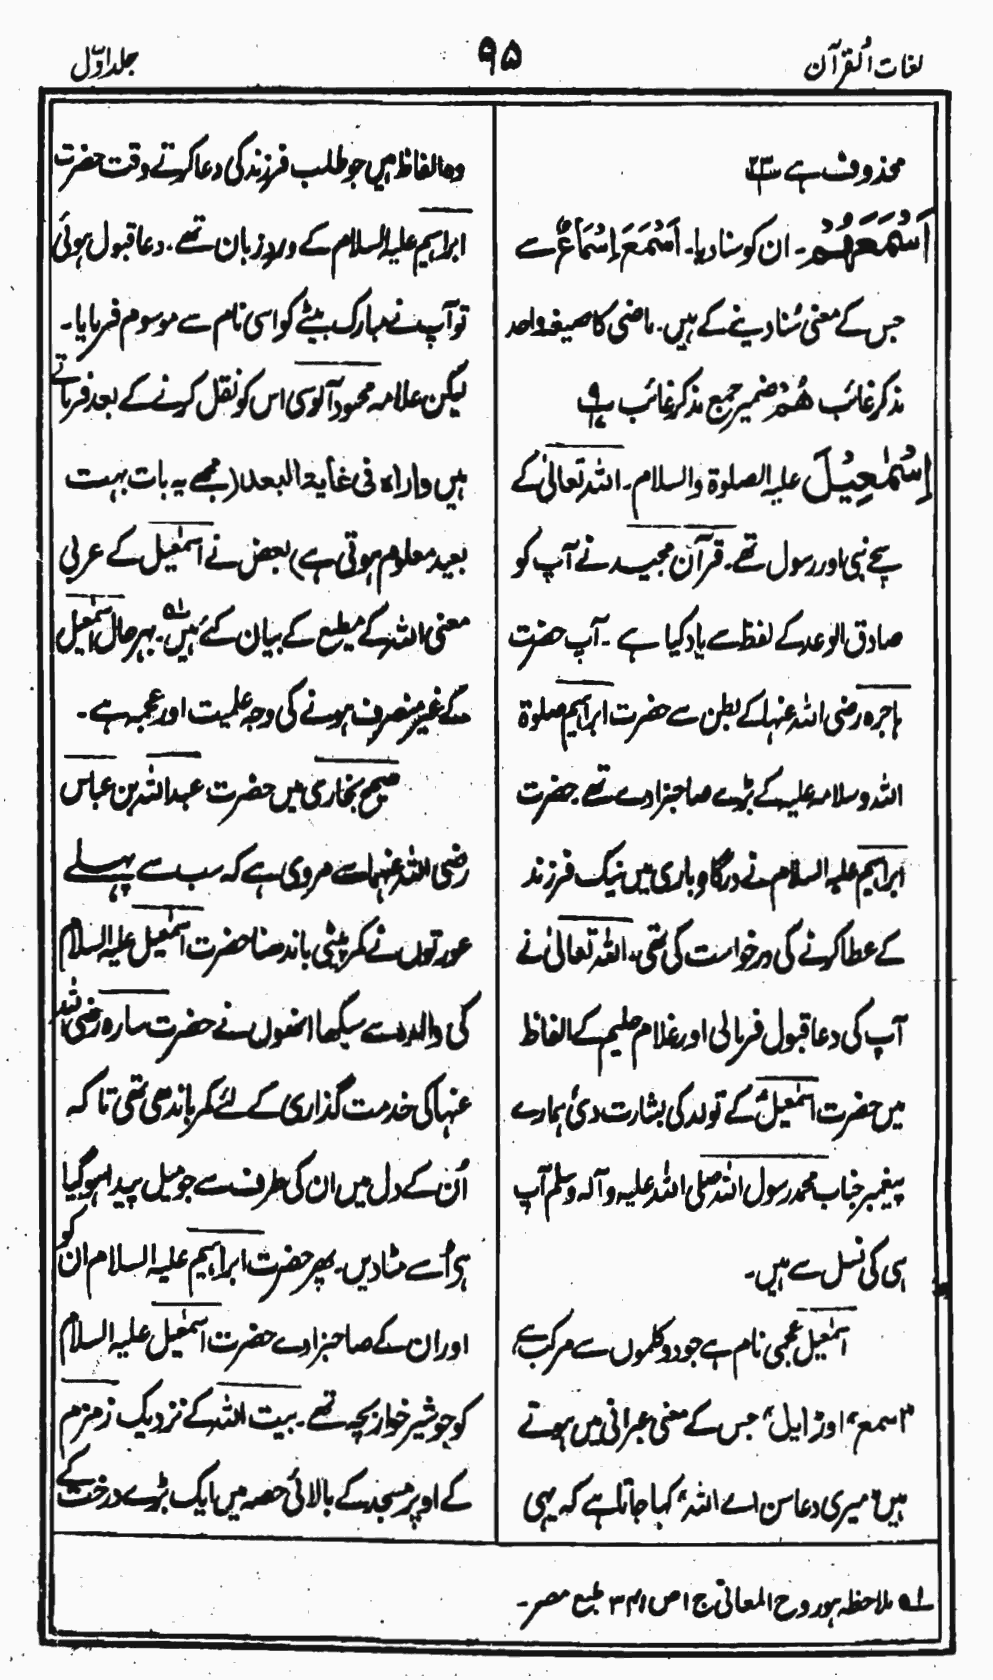 لغات القرآن
۹۵
جلد اوّل
محذوف ہے
اَسْمَعَهُمْ۔ ان کو سنا دیا۔ اَسْمَعَ اِسْمَاعٌ سے
جس کے معنی سُنا دینے کے ہیں۔ ماضی کا صیغہ واحد
مذکر غائب هُمْ ضمیر جمع مذکر غائب
اِسْمٰعِيْلَ علیہ الصلوٰۃ والسلام۔ اللہ تعالیٰ کے
سچے نبی اور رسول تھے۔ قرآن مجید نے آپ کو
صادق الوعد کے لفظ سے یاد کیا ہے۔ آپ حضرت
ہاجرہ رضی اللہ عنہا کے بطن سے حضرت ابراہیم صلوٰۃ
اللہ وسلامہ علیہ کے بڑے صاحبزادے تھے۔ حضرت
ابراہیم علیہ السلام نے درگاہ باری میں نیک فرزند
کے عطا کرنے کی درخواست کی تھی۔ اللہ تعالیٰ نے
آپ کی دعا قبول فرمالی اور غلام حلیم کے الفاظ
میں حضرت اسمٰعیلؑ کے تولد کی بشارت دی ہمارے
پیغمبر جناب محمد رسول اللہ صلی اللہ علیہ وآلہ وسلم آپ
ہی کی نسل سے ہیں۔
اسمٰعیل عجمی نام ہے جو دو کلموں سے مرکب ہے
"اسمع" اور "ایل" جس کے معنی عبرانی میں ہوتے
ہیں "میری دعا سن اے اللہ" کہا جاتا ہے کہ یہی
وہ الفاظ ہیں جو طلب فرزند کی دعا کرتے وقت حضرت
ابراہیم علیہ السلام کے ورد زبان تھے۔ دعا قبول ہوئی
تو آپ نے مبارک بیٹے کو اسی نام سے موسوم فرمایا۔
لیکن علامہ محمود آلوسی اس کو نقل کرنے کے بعد فرماتے
ہیں واراہ فی غایۃ البعد (مجھے یہ بات بہت
بعید معلوم ہوتی ہے) بعض نے اسمٰعیل کے عربی
معنی اللہ کے مطیع کے بیان کئے ہیں۔ؔ۱ بہرحال اسمٰعیل
کے غیر منصرف ہونے کی وجہ علمیت اور عجمہ ہے۔
صحیح بخاری میں حضرت عبداللہ بن عباس
رضی اللہ عنہما سے مروی ہے کہ سب سے پہلے
عورتوں نے کمر پٹی باندھنا حضرت اسمٰعیل علیہ السلام
کی والدہ سے سیکھا انھوں نے حضرت سارہ رضی اللہ
عنہا کی خدمت گذاری کے لئے کمر باندھی تھی تاکہ
اُن کے دل میں ان کی طرف سے جو میل پیدا ہو گیا
ہے اُسے مٹا دیں۔ پھر حضرت ابراہیم علیہ السلام ان کو
اور ان کے صاحبزادے حضرت اسمٰعیل علیہ السلام
کو جو شیر خوار بچہ تھے۔ بیت اللہ کے نزدیک زمزم
کے اوپر مسجد کے بالائی حصہ میں ایک بڑے درخت کے
۱؎ ملاحظہ ہو روح المعانی ج ۱ ص ۳۴۱ طبع مصر۔